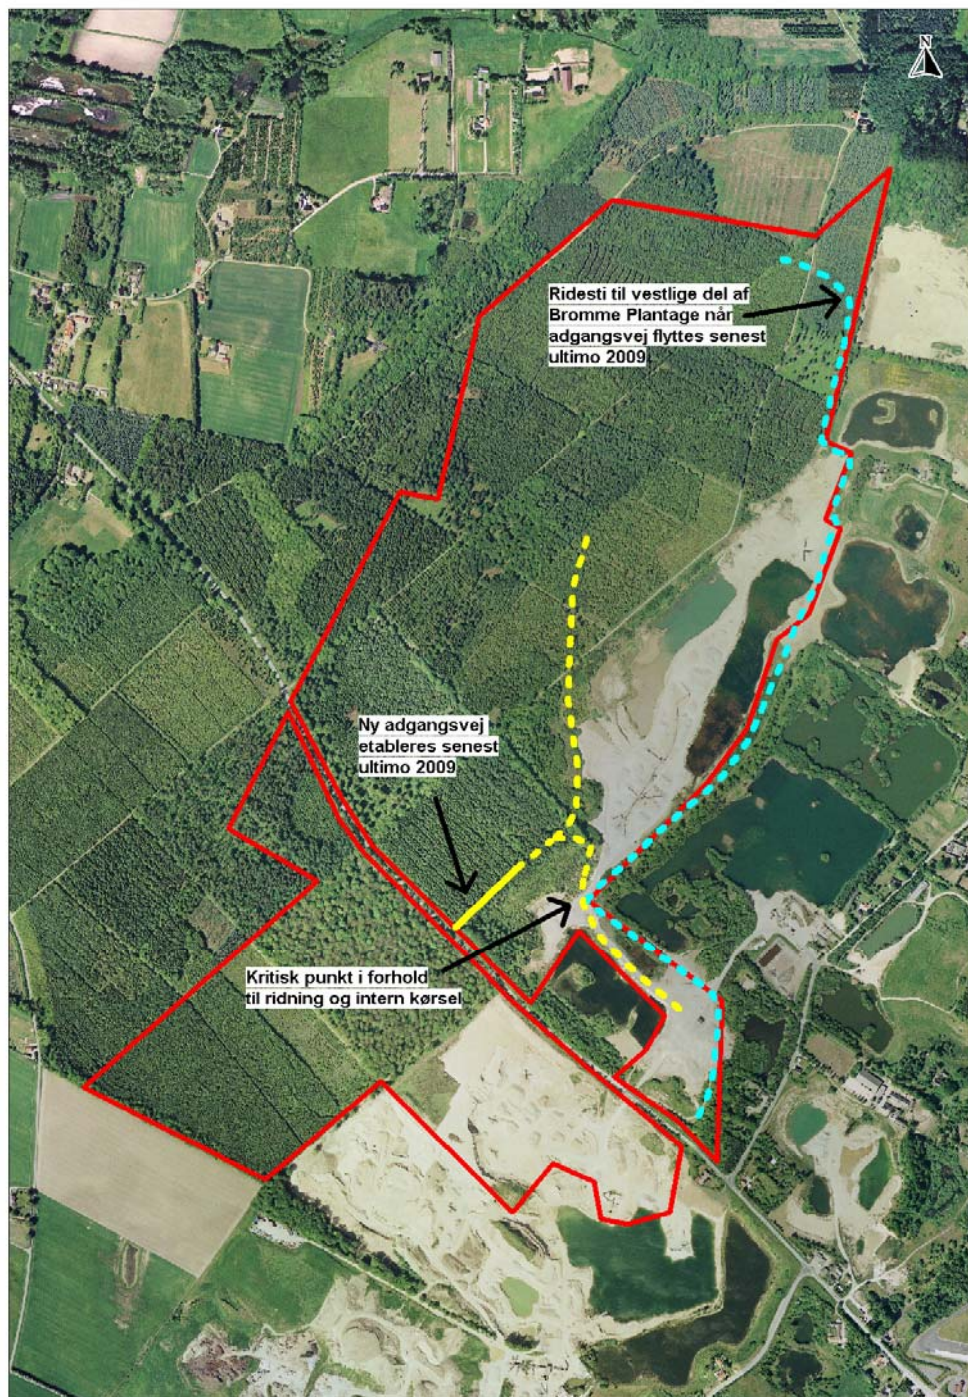 N
Ridesti til vestlige del af
Bromme Plantage når
adgangsvej flyttes senest
ultimo 2009
Ny adgangsvej
etableres senest
ultimo 2009
Kritisk punkt i forhold
til ridning og intern kørsel